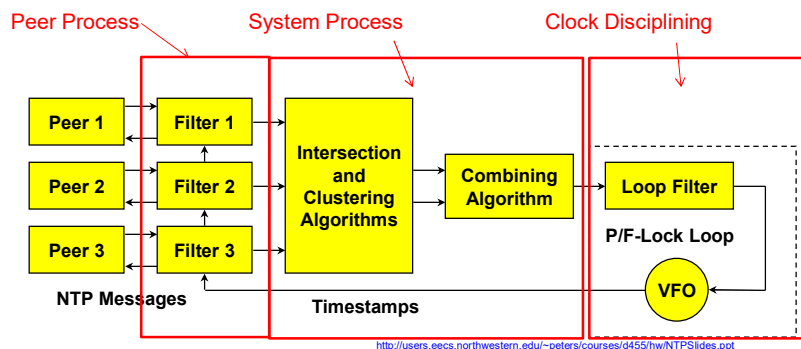 Peer Process
System Process
Clock Disciplining
Peer 1
Filter 1
Peer 2
Filter 2
Peer 3
Filter 3
Intersection
and
Clustering
Algorithms
Combining
Algorithm
Loop Filter
P/F-Lock Loop
VFO
NTP Messages
Timestamps
http://users.eecs.northwestern.edu/~peters/courses/d455/hw/NTPSlides.ppt